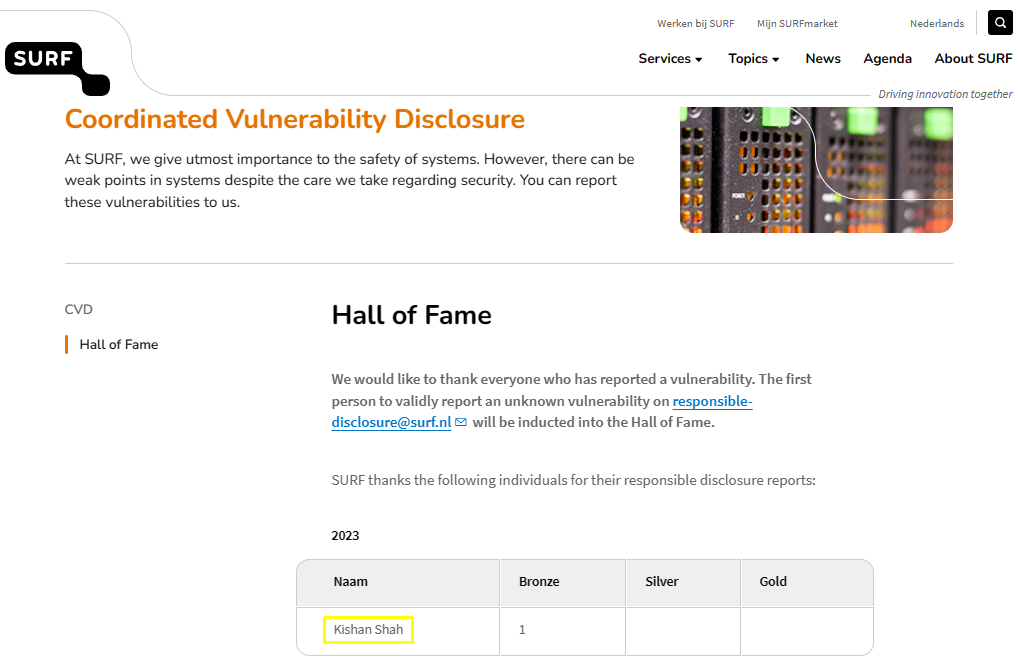 Werken bij SURF Mijn SURFmarket Nederlands
SURF
Services Topics News Agenda About SURF
Driving innovation together
Coordinated Vulnerability Disclosure
At SURF, we give utmost importance to the safety of systems. However, there can be
weak points in systems despite the care we take regarding security. You can report
these vulnerabilities to us.
POWER
CVD
Hall of Fame
Hall of Fame
We would like to thank everyone who has reported a vulnerability. The first
person to validly report an unknown vulnerability on responsible-
disclosure@surf.nl will be inducted into the Hall of Fame.
SURF thanks the following individuals for their responsible disclosure reports:
2023
Naam Bronze Silver Gold
Kishan Shah 1